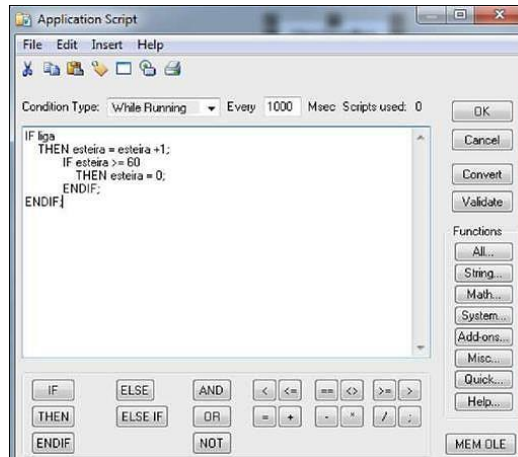 Application Script
File Edit Insert Help
Condition Type: While Running Every 1000 Msec Scripts used: 0
OK
IF liga
THEN esteira = esteira +1;
IF esteira >= 60
THEN esteira = 0;
ENDIF;
ENDIF;
Cancel
Convert
Validate
Functions
All...
String...
Math...
System...
Add-ons...
Misc...
Quick...
Help...
MEM OLE
IF ELSE AND < <= == <> >= >
THEN ELSE IF OR = + - * / ;
ENDIF NOT